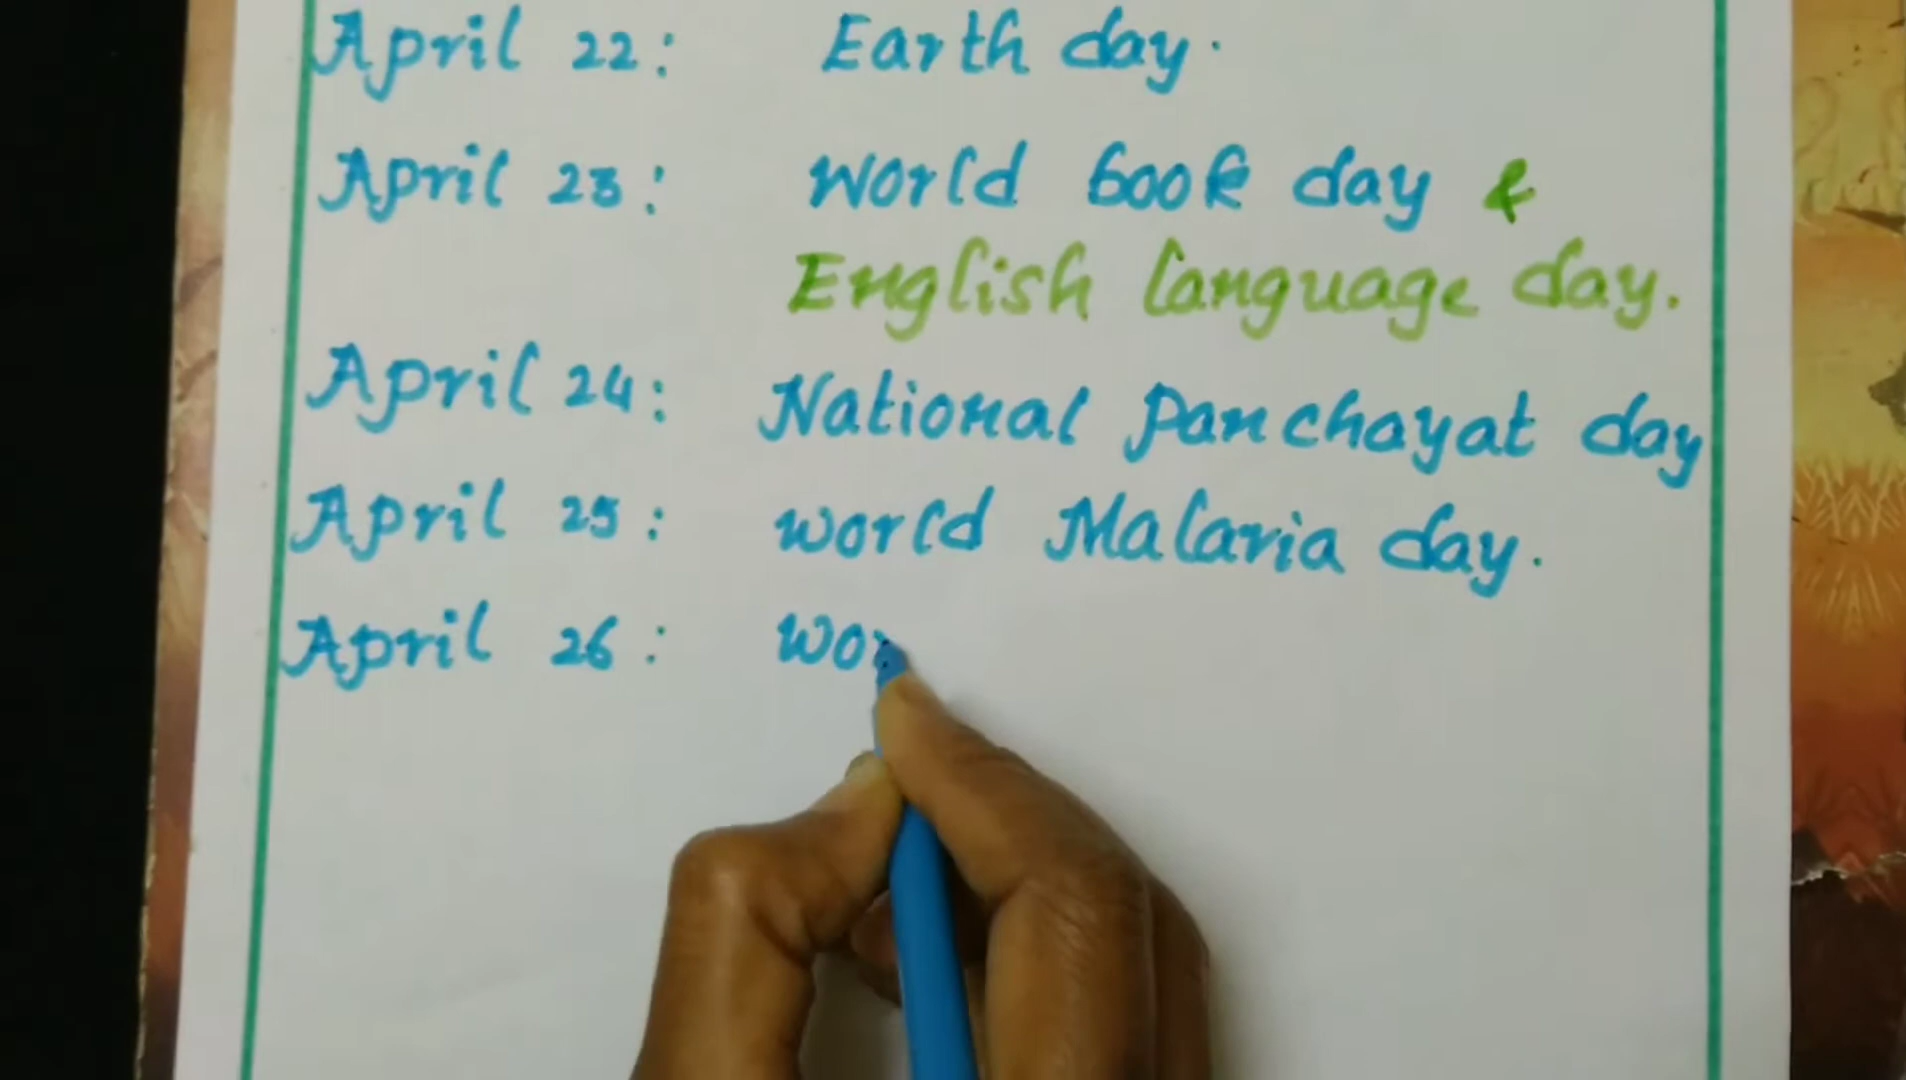 April 22: Earth day.
April 23: World book day &
English language day.
April 24: National Panchayat day
April 25: World Malaria day.
April 26: Wor